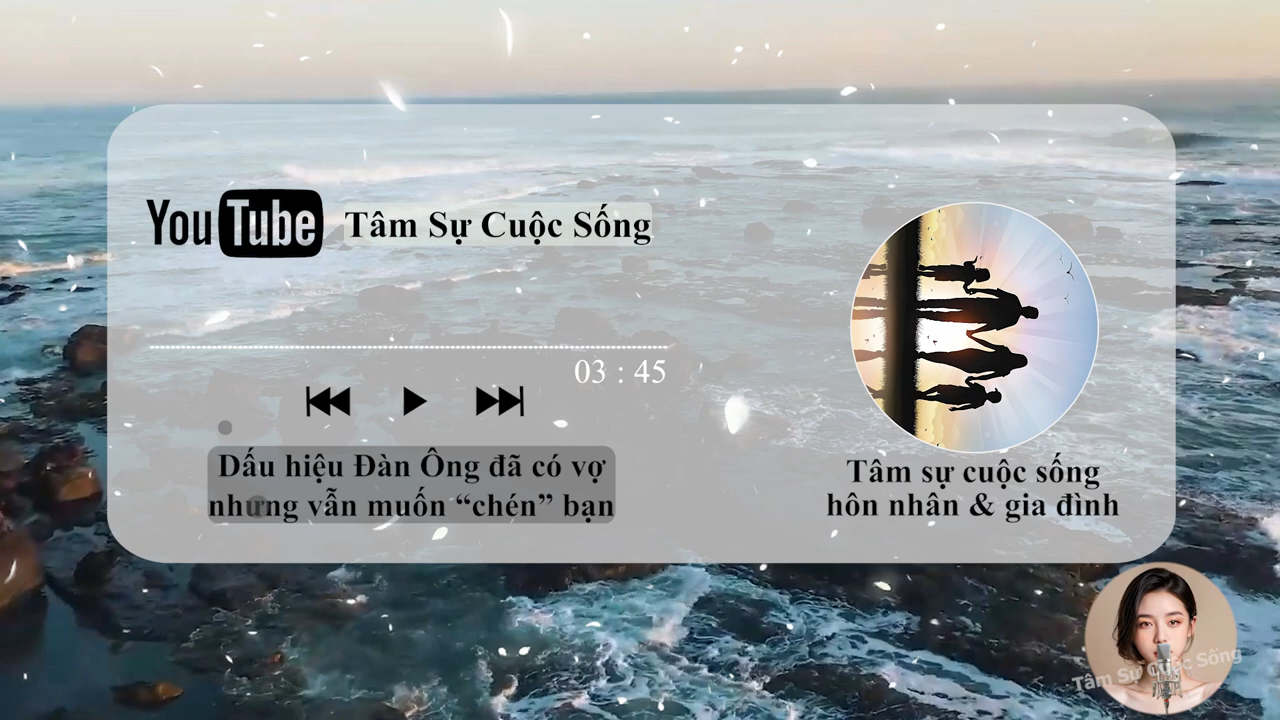 YouTube Tâm Sự Cuộc Sống
03 : 45
Dấu hiệu Đàn Ông đã có vợ
nhưng vẫn muốn “chén” bạn
Tâm sự cuộc sống
hôn nhân & gia đình
Tâm Sự Cuộc Sống